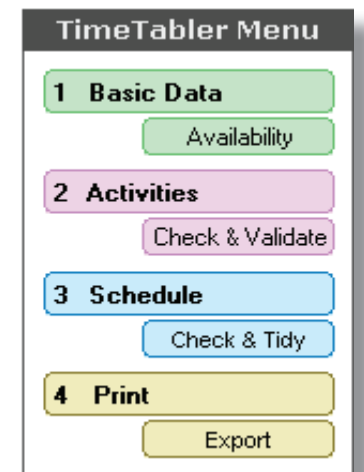 TimeTabler Menu
1 Basic Data
Availability
2 Activities
Check & Validate
3 Schedule
Check & Tidy
4 Print
Export